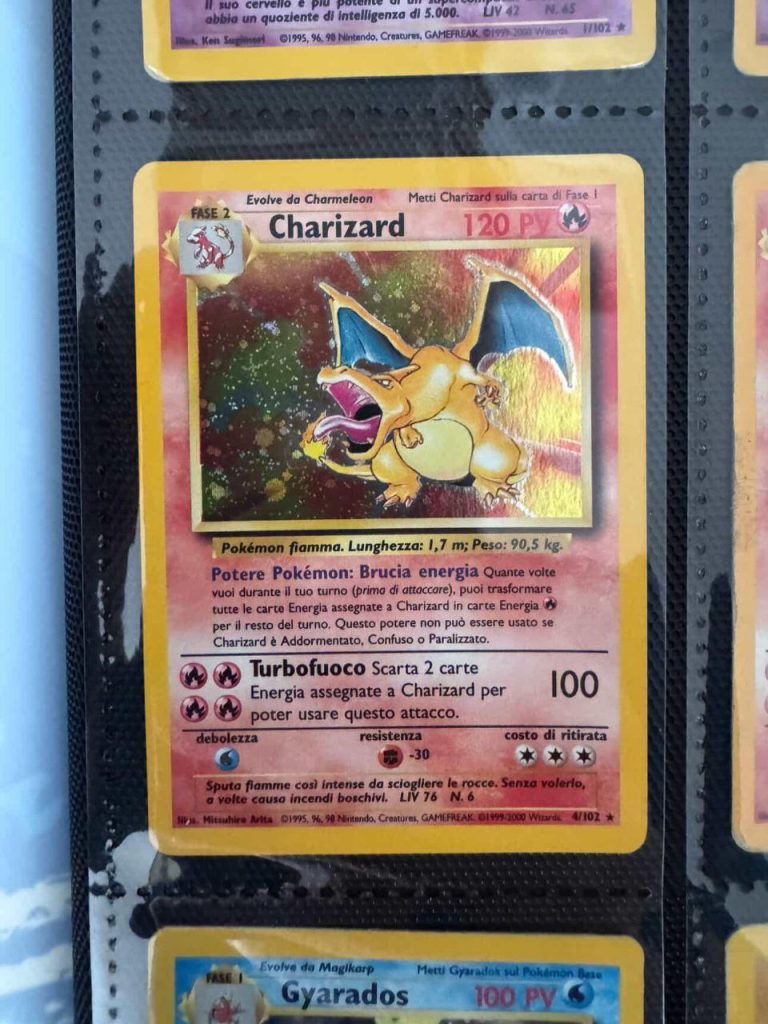 Il suo cervello è più potente di un supercomputer
abbia un quoziente di intelligenza di 5.000. LIV 42 N. 65
Illus. Ken Sugimori ©1995, 96, 98 Nintendo, Creatures, GAMEFREAK. ©1999-2000 Wizards. 1/102 ★
Evolve da Charmeleon Metti Charizard sulla carta di Fase 1
FASE 2
Charizard 120 PV
Pokémon fiamma. Lunghezza: 1,7 m; Peso: 90,5 kg.
Potere Pokémon: Brucia energia Quante volte
vuoi durante il tuo turno (prima di attaccare), puoi trasformare
tutte le carte Energia assegnate a Charizard in carte Energia
per il resto del turno. Questo potere non può essere usato se
Charizard è Addormentato, Confuso o Paralizzato.
Turbofuoco Scarta 2 carte
Energia assegnate a Charizard per
poter usare questo attacco.
100
debolezza resistenza costo di ritirata
-30
Sputa fiamme così intense da sciogliere le rocce. Senza volerlo,
a volte causa incendi boschivi. LIV 76 N. 6
Illus. Mitsuhiro Arita ©1995, 96, 98 Nintendo, Creatures, GAMEFREAK. ©1999-2000 Wizards. 4/102 ★
Evolve da Magikarp Metti Gyarados sul Pokémon Base
FASE 1
Gyarados 100 PV